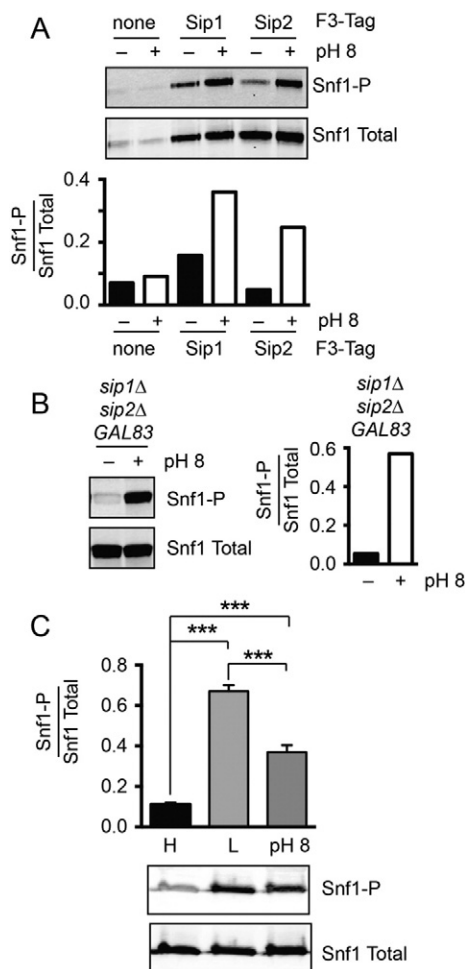 A
none Sip1 Sip2 F3-Tag
– + – + – + pH 8
Snf1-P
Snf1 Total
0.4
0.2
0.0
Snf1-P
Snf1 Total
– + – + – + pH 8
none Sip1 Sip2 F3-Tag
B
sip1Δ
sip2Δ
GAL83
– + pH 8
Snf1-P
Snf1 Total
sip1Δ
sip2Δ
GAL83
0.6
0.4
0.2
0.0
Snf1-P
Snf1 Total
– + pH 8
C
***
***
***
0.8
0.6
0.4
0.2
0.0
Snf1-P
Snf1 Total
H L pH 8
Snf1-P
Snf1 Total